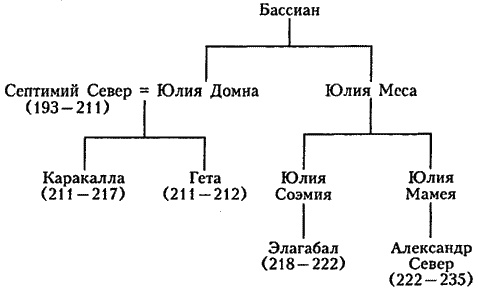 Бассиан
Септимий Север = Юлия Домна Юлия Меса
(193—211)
Каракалла Гета Юлия Юлия
(211—217) (211—212) Соэмия Мамея
Элагабал Александр
(218—222) Север
(222—235)